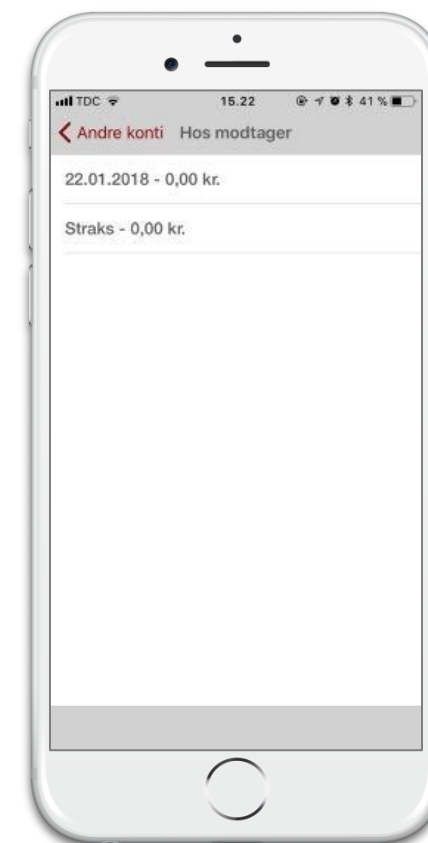 TDC 15.22 41 %
Andre konti Hos modtager
22.01.2018 - 0,00 kr.
Straks - 0,00 kr.